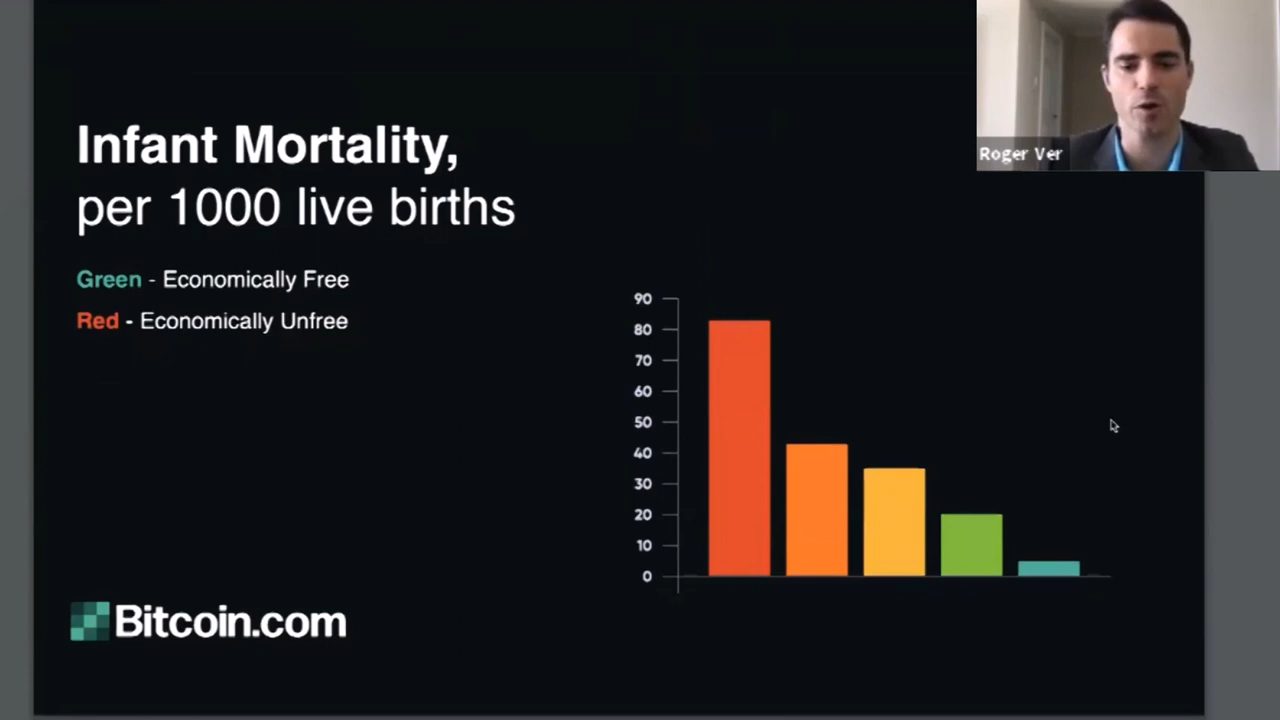 Infant Mortality,
per 1000 live births
Green - Economically Free
Red - Economically Unfree
Roger Ver
90
80
70
60
50
40
30
20
10
0
Bitcoin.com